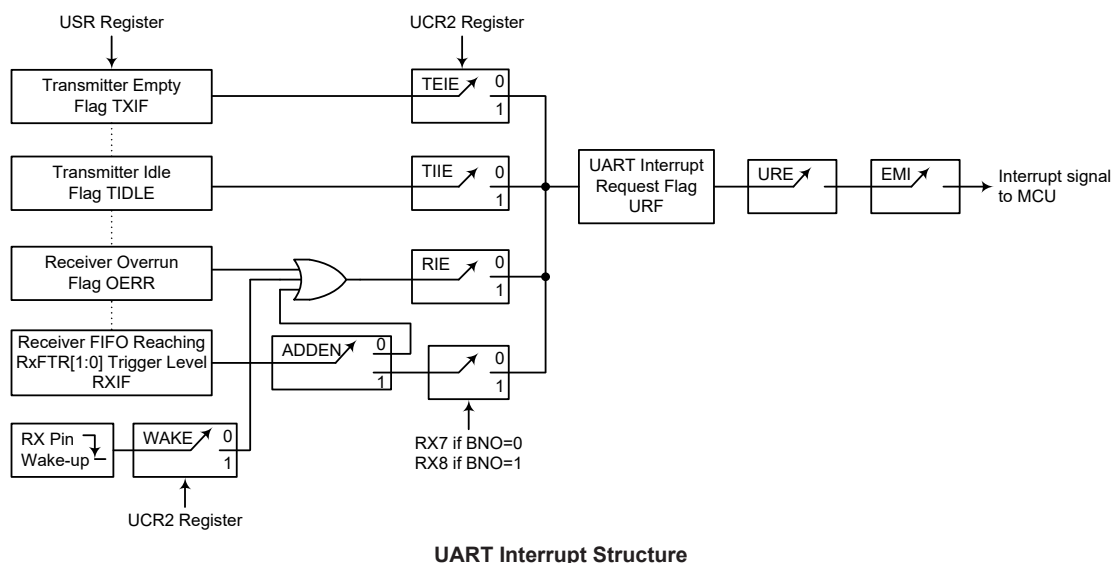 USR Register
UCR2 Register
Transmitter Empty
Flag TXIF
TEIE
0
1
Transmitter Idle
Flag TIDLE
TIIE
0
1
UART Interrupt
Request Flag
URF
URE
EMI
Interrupt signal
to MCU
Receiver Overrun
Flag OERR
RIE
0
1
Receiver FIFO Reaching
RxFTR[1:0] Trigger Level
RXIF
ADDEN
0
1
0
1
RX7 if BNO=0
RX8 if BNO=1
RX Pin
Wake-up
WAKE
0
1
UCR2 Register
UART Interrupt Structure